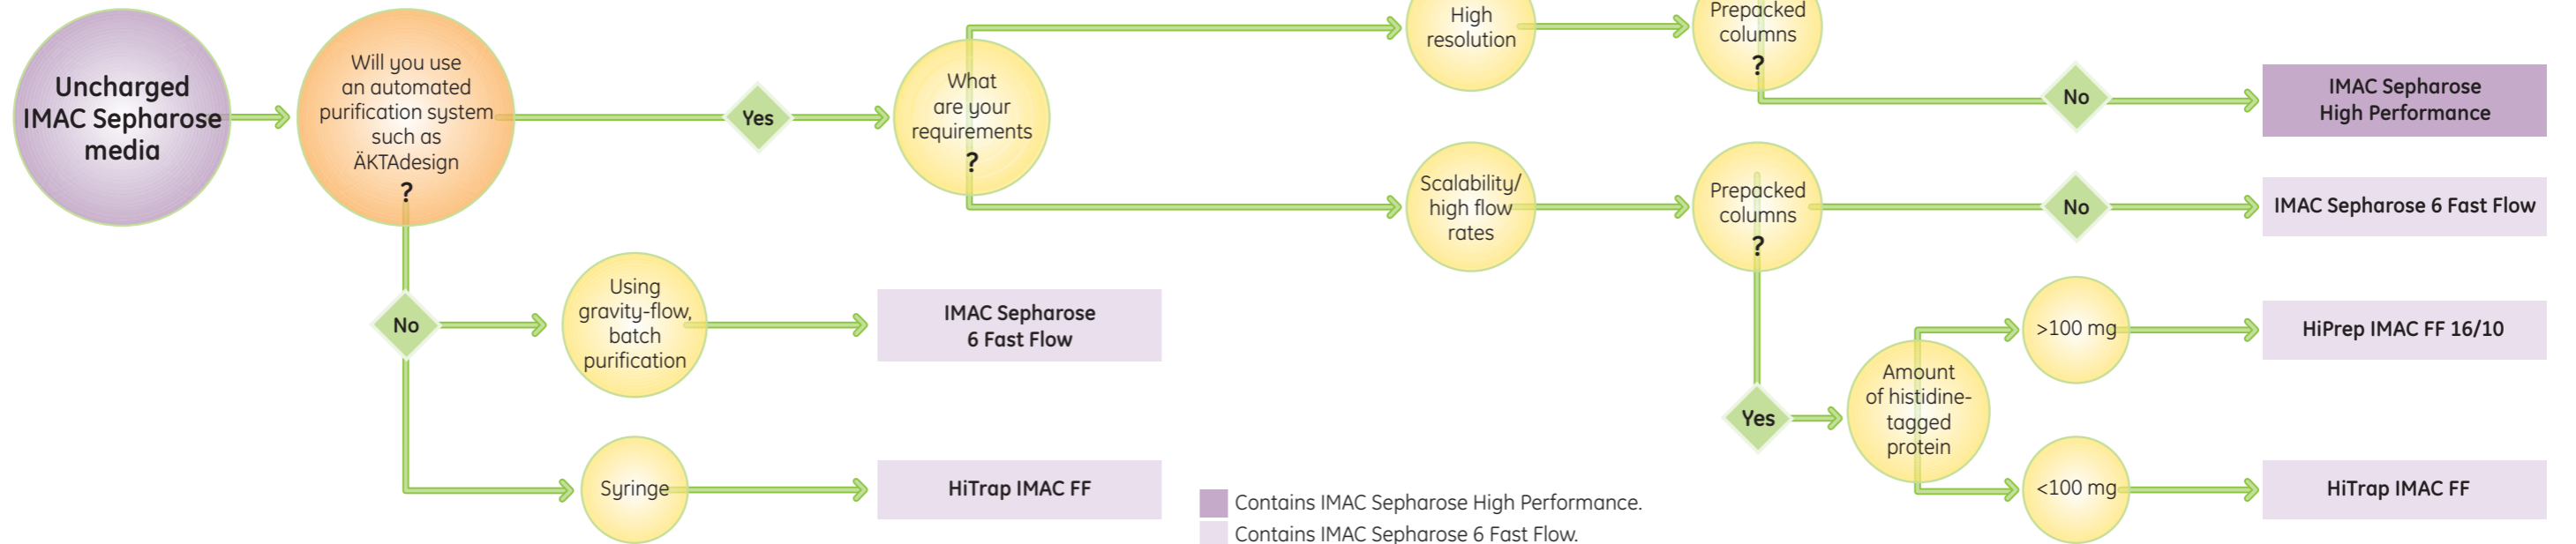 Uncharged
IMAC Sepharose
media
Will you use
an automated
purification system
such as
ÄKTAdesign
?
Yes
What
are your
requirements
?
High
resolution
Prepacked
columns
?
No
IMAC Sepharose
High Performance
Scalability/
high flow
rates
Prepacked
columns
?
No
IMAC Sepharose 6 Fast Flow
No
Using
gravity-flow,
batch
purification
IMAC Sepharose
6 Fast Flow
Yes
Amount
of histidine-
tagged
protein
>100 mg
HiPrep IMAC FF 16/10
Syringe
HiTrap IMAC FF
<100 mg
HiTrap IMAC FF
Contains IMAC Sepharose High Performance.
Contains IMAC Sepharose 6 Fast Flow.